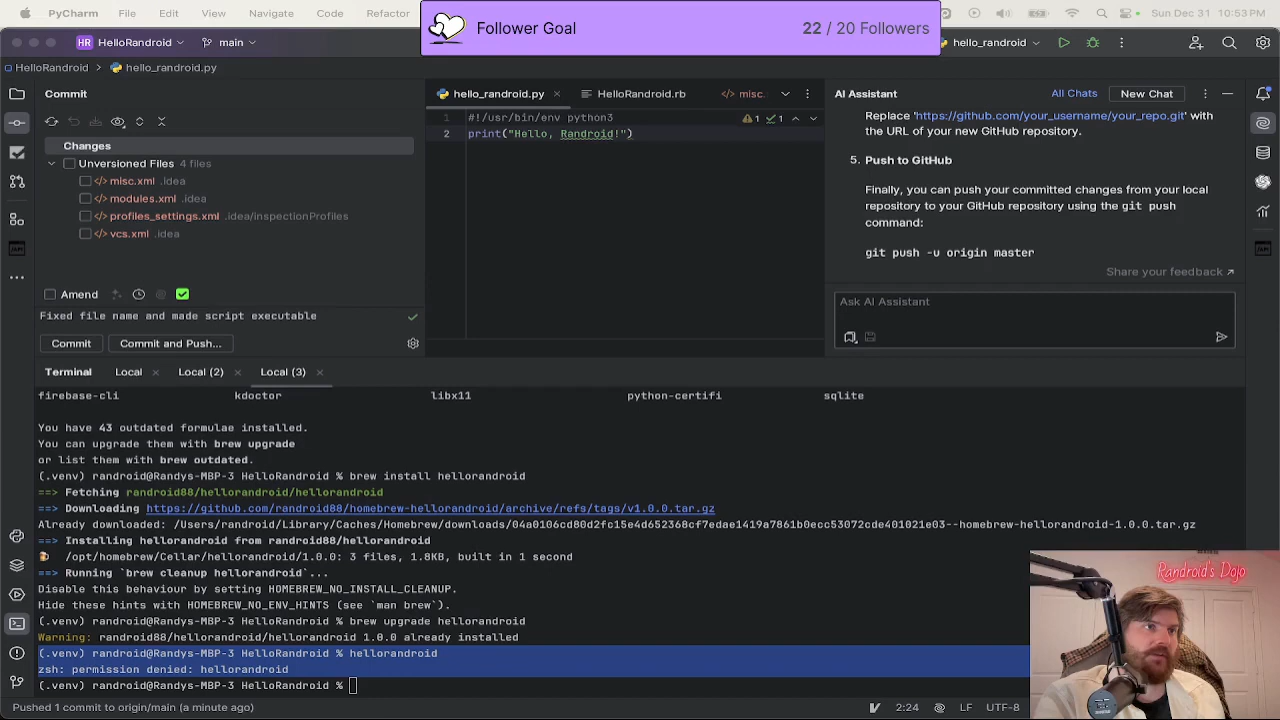 PyCharm File Edit View Navigate Code Refactor
Sun Dec 31 10:53 PM
Follower Goal 22 / 20 Followers
HR HelloRandroid main
hello_randroid
HelloRandroid hello_randroid.py
Commit
Changes
Unversioned Files 4 files
misc.xml .idea
modules.xml .idea
profiles_settings.xml .idea/inspectionProfiles
vcs.xml .idea
Amend
Fixed file name and made script executable
Commit
Commit and Push...
hello_randroid.py
HelloRandroid.rb
misc.
1 #!/usr/bin/env python3
1 1
2 print("Hello, Randroid!")
AI Assistant
All Chats
New Chat
Replace 'https://github.com/your_username/your_repo.git' with
the URL of your new GitHub repository.
5. Push to GitHub
Finally, you can push your committed changes from your local
repository to your GitHub repository using the git push
command:
git push -u origin master
Share your feedback ↗
Ask AI Assistant
Terminal Local Local (2) Local (3)
firebase-cli kdoctor libx11 python-certifi sqlite
You have 43 outdated formulae installed.
You can upgrade them with brew upgrade
or list them with brew outdated.
(.venv) randroid@Randys-MBP-3 HelloRandroid % brew install hellorandroid
==> Fetching randroid88/hellorandroid/hellorandroid
==> Downloading https://github.com/randroid88/homebrew-hellorandroid/archive/refs/tags/v1.0.0.tar.gz
Already downloaded: /Users/randroid/Library/Caches/Homebrew/downloads/04a0106cd80d2fc15e4d652368cf7edae1419a7861b0ecc53072cde401021e03--homebrew-hellorandroid-1.0.0.tar.gz
==> Installing hellorandroid from randroid88/hellorandroid
🍺 /opt/homebrew/Cellar/hellorandroid/1.0.0: 3 files, 1.8KB, built in 1 second
==> Running `brew cleanup hellorandroid`...
Disable this behaviour by setting HOMEBREW_NO_INSTALL_CLEANUP.
Hide these hints with HOMEBREW_NO_ENV_HINTS (see `man brew`).
(.venv) randroid@Randys-MBP-3 HelloRandroid % brew upgrade hellorandroid
Warning: randroid88/hellorandroid/hellorandroid 1.0.0 already installed
(.venv) randroid@Randys-MBP-3 HelloRandroid % hellorandroid
zsh: permission denied: hellorandroid
(.venv) randroid@Randys-MBP-3 HelloRandroid %
Randroid's Dojo
Pushed 1 commit to origin/main (a minute ago)
2:24 LF UTF-8